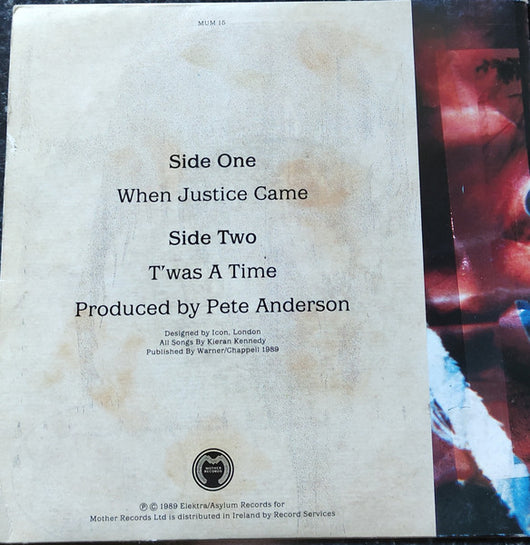 MUM 15
Side One
When Justice Came
Side Two
T'was A Time
Produced by Pete Anderson
Designed by Icon, London
All Songs By Kieran Kennedy
Published By Warner/Chappell 1989
MOTHER
RECORDS
Ⓟ © 1989 Elektra/Asylum Records for
Mother Records Ltd is distributed in Ireland by Record Services